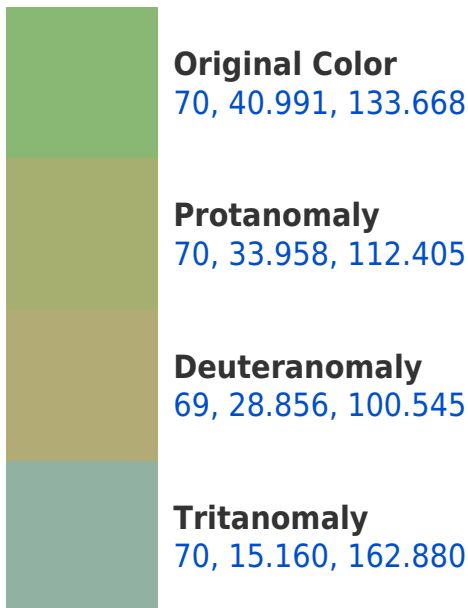 Original Color
70, 40.991, 133.668
Protanomaly
70, 33.958, 112.405
Deuteranomaly
69, 28.856, 100.545
Tritanomaly
70, 15.160, 162.880